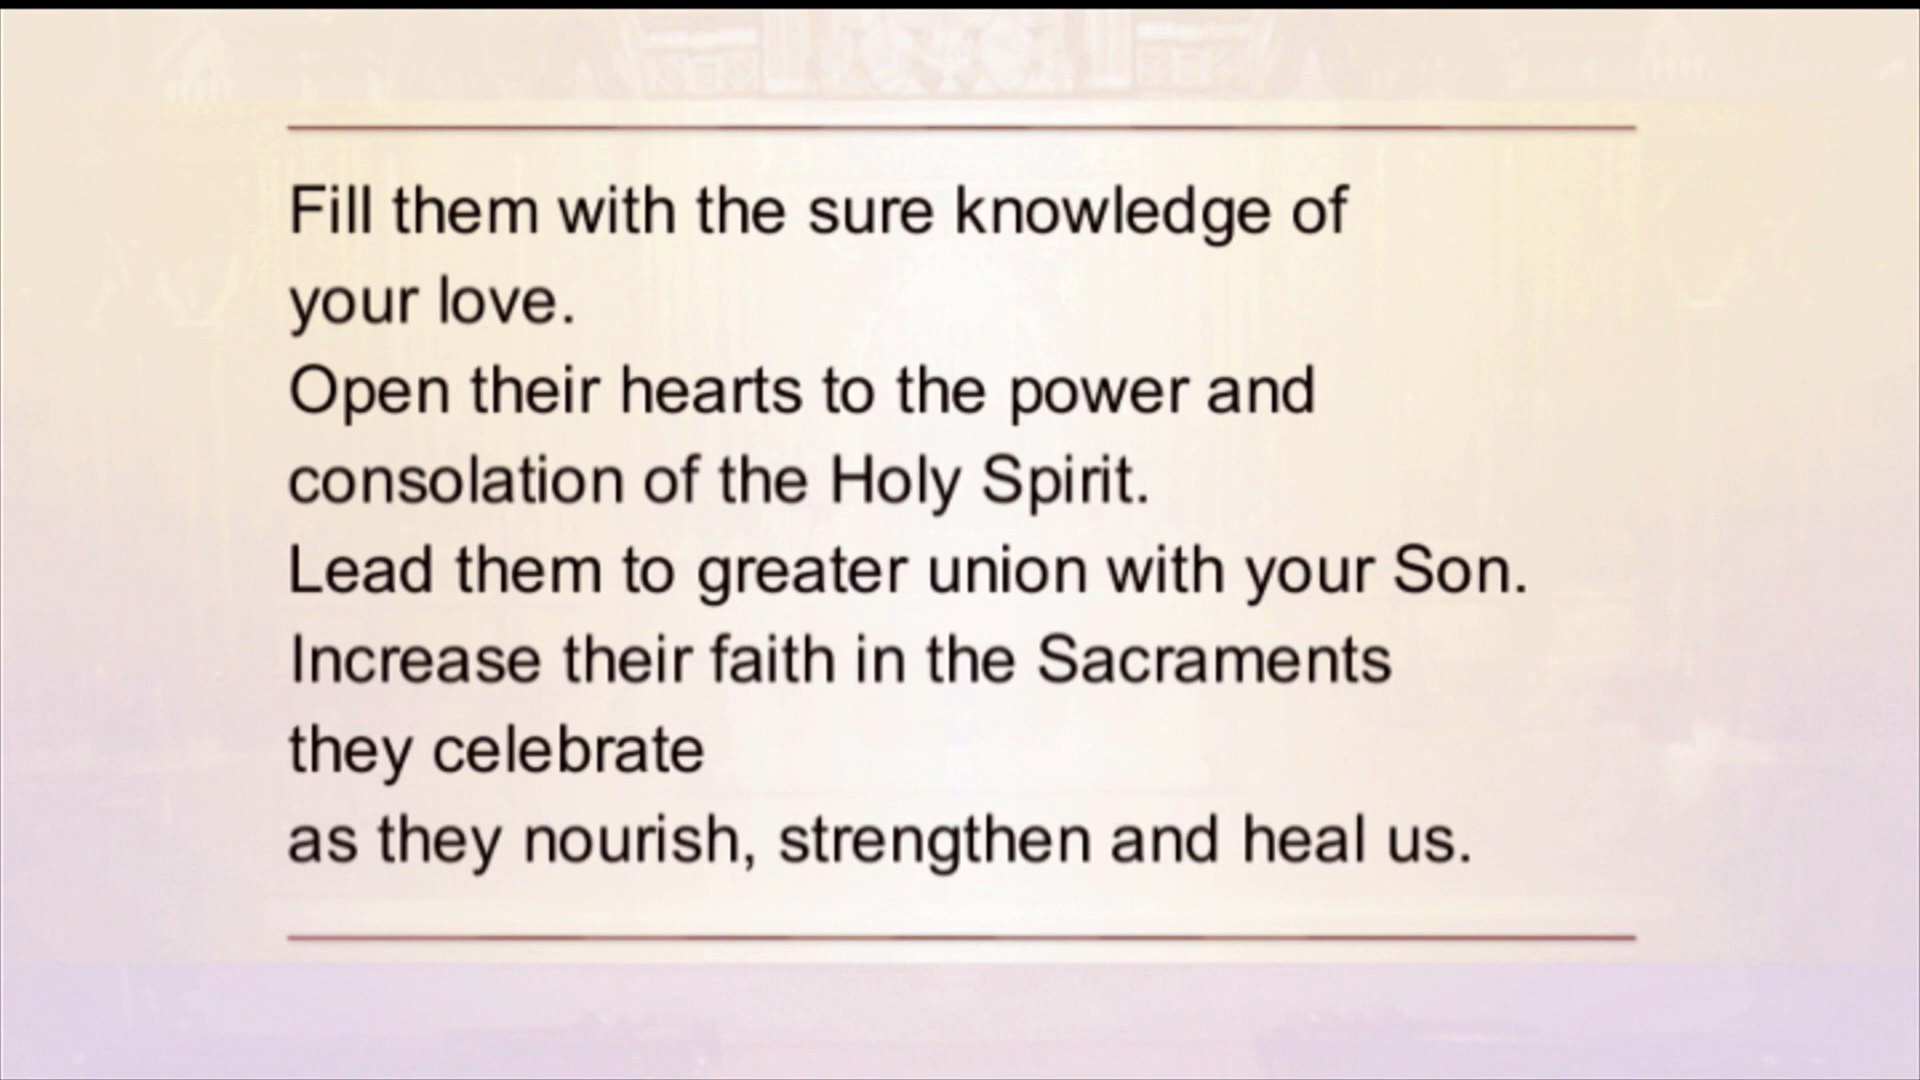 Fill them with the sure knowledge of
your love.
Open their hearts to the power and
consolation of the Holy Spirit.
Lead them to greater union with your Son.
Increase their faith in the Sacraments
they celebrate
as they nourish, strengthen and heal us.